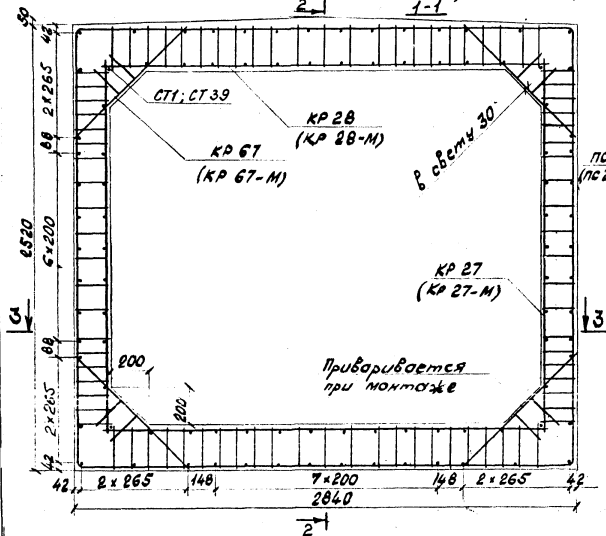 2
1-1
50
42
2×265
88
6×200
88
2×265
42
2520
СТ1; СТ39
КР 28
(КР 28-М)
КР 67
(КР 67-М)
в свету 30
КР 27
(КР 27-М)
3
3
200
200
Приваривается
при монтаже
42
2×265
148
7×200
148
2×265
42
2840
2